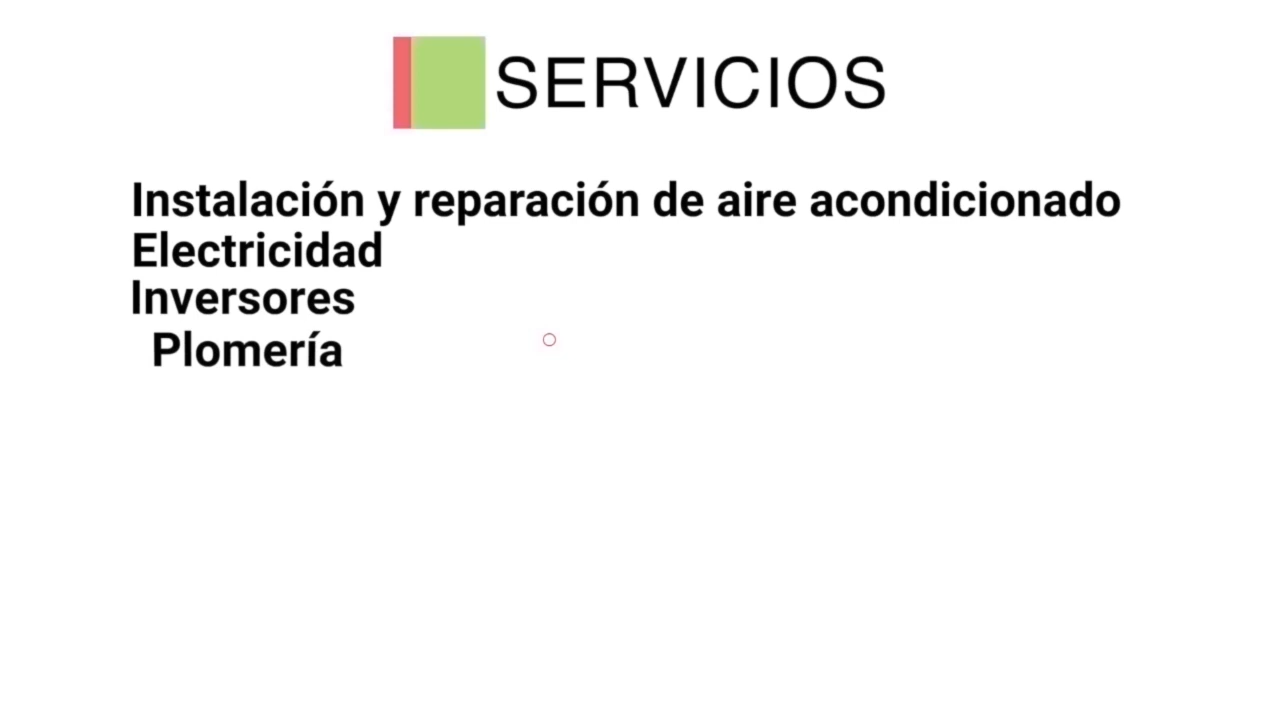 SERVICIOS
Instalación y reparación de aire acondicionado
Electricidad
Inversores
Plomería